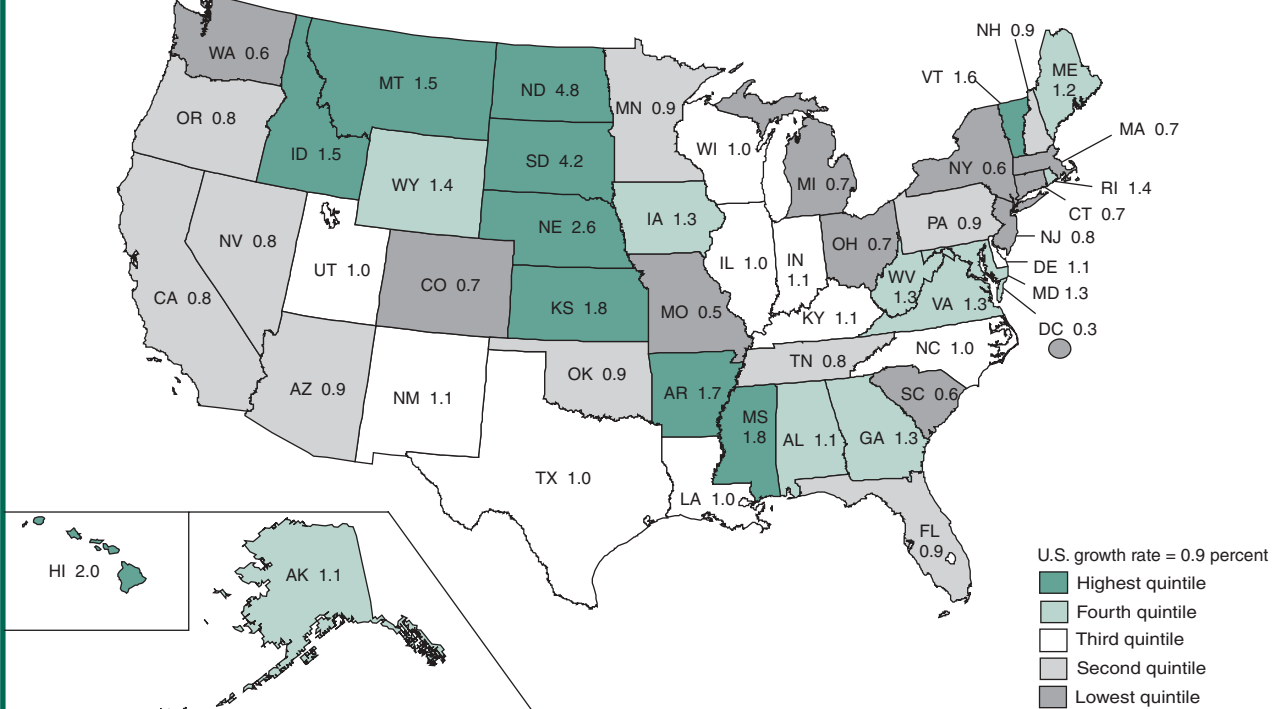 NH 0.9
ME
1.2
VT 1.6
WA 0.6
MT 1.5
ND 4.8
MN 0.9
OR 0.8
MA 0.7
ID 1.5
SD 4.2
WI 1.0
NY 0.6
WY 1.4
MI 0.7
RI 1.4
IA 1.3
CT 0.7
NE 2.6
PA 0.9
NV 0.8
OH 0.7
NJ 0.8
UT 1.0
IL 1.0
IN
1.1
DE 1.1
CO 0.7
WV
1.3
MD 1.3
CA 0.8
KS 1.8
MO 0.5
VA 1.3
KY 1.1
DC 0.3
NC 1.0
TN 0.8
AZ 0.9
OK 0.9
NM 1.1
AR 1.7
SC 0.6
MS
1.8
AL 1.1
GA 1.3
TX 1.0
LA 1.0
FL
0.9
HI 2.0
AK 1.1
U.S. growth rate = 0.9 percent
Highest quintile
Fourth quintile
Third quintile
Second quintile
Lowest quintile